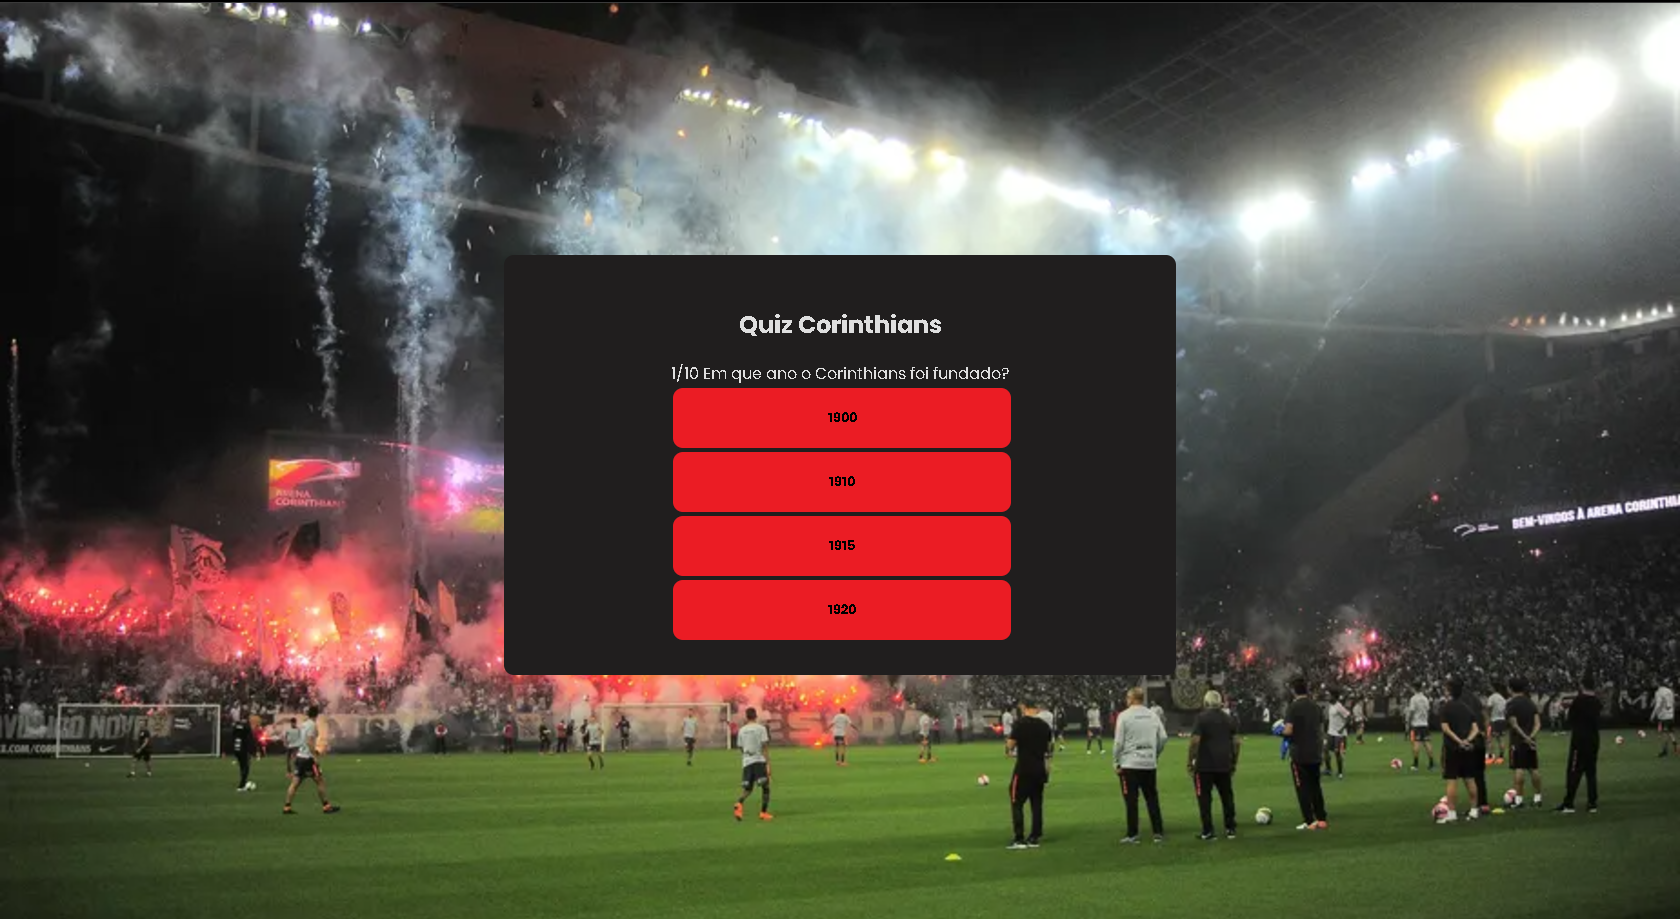 Quiz Corinthians
1/10 Em que ano o Corinthians foi fundado?
1900
1910
1915
1920
ARENA
CORINTHIANS
BEM-VINDOS À ARENA CORINTHI